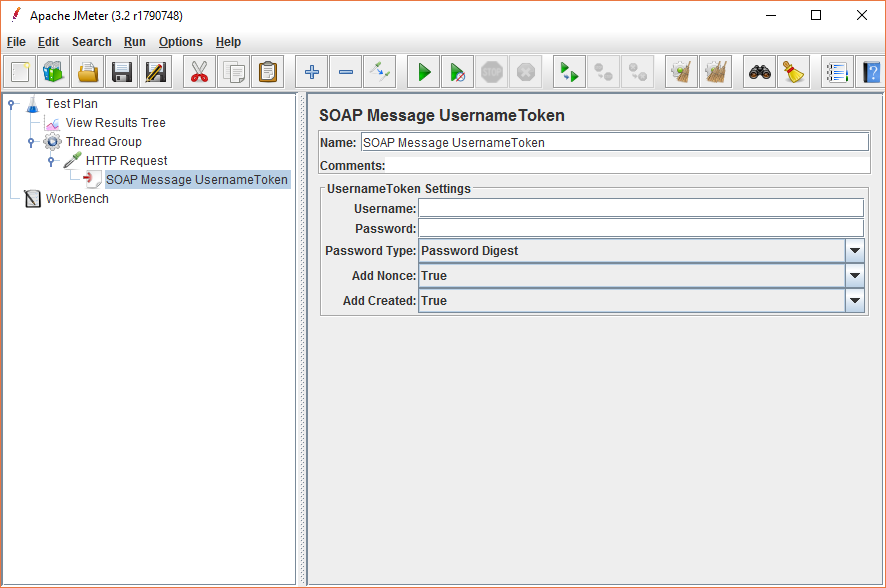 Apache JMeter (3.2 r1790748)
File Edit Search Run Options Help
STOP
?
Test Plan
View Results Tree
Thread Group
HTTP Request
SOAP Message UsernameToken
WorkBench
SOAP Message UsernameToken
Name: SOAP Message UsernameToken
Comments:
UsernameToken Settings
Username:
Password:
Password Type: Password Digest
Add Nonce: True
Add Created: True